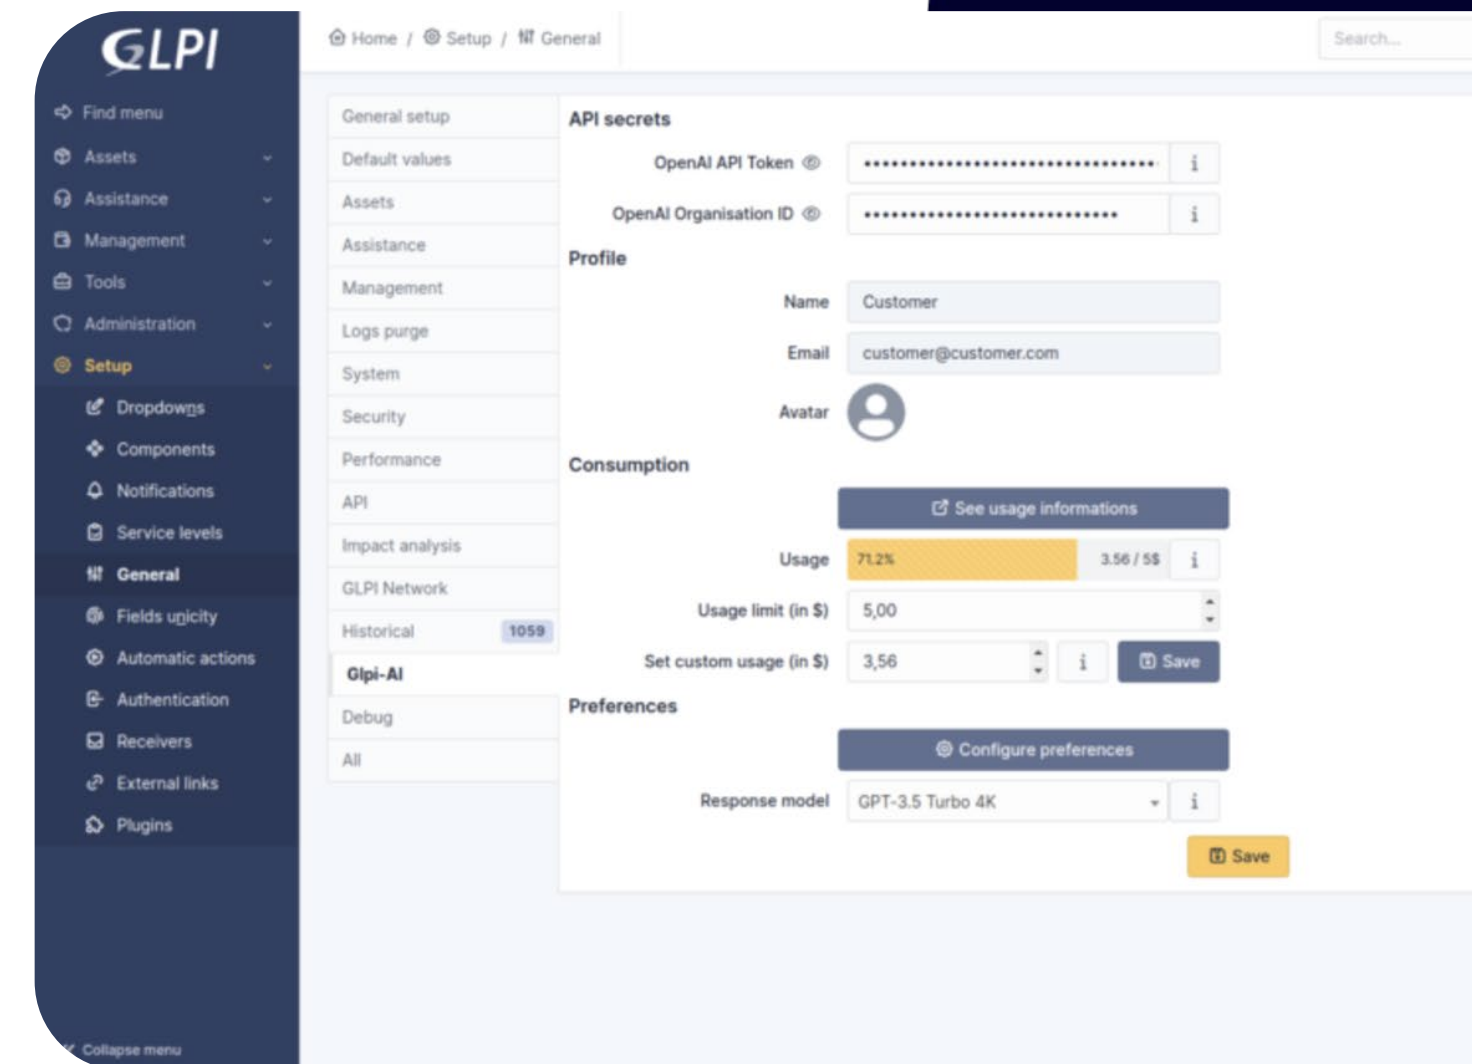 GLPI
Home / Setup / General
Search...
Find menu
Assets
Assistance
Management
Tools
Administration
Setup
Dropdowns
Components
Notifications
Service levels
General
Fields unicity
Automatic actions
Authentication
Receivers
External links
Plugins
Collapse menu
General setup
Default values
Assets
Assistance
Management
Logs purge
System
Security
Performance
API
Impact analysis
GLPI Network
Historical 1059
Glpi-AI
Debug
All
API secrets
OpenAI API Token ••••••••••••••••••••••••••••••••• i
OpenAI Organisation ID •••••••••••••••••••••••••••• i
Profile
Name Customer
Email customer@customer.com
Avatar
Consumption
See usage informations
Usage 71.2% 3.56 / 5$ i
Usage limit (in $) 5,00
Set custom usage (in $) 3,56 i Save
Preferences
Configure preferences
Response model GPT-3.5 Turbo 4K i
Save